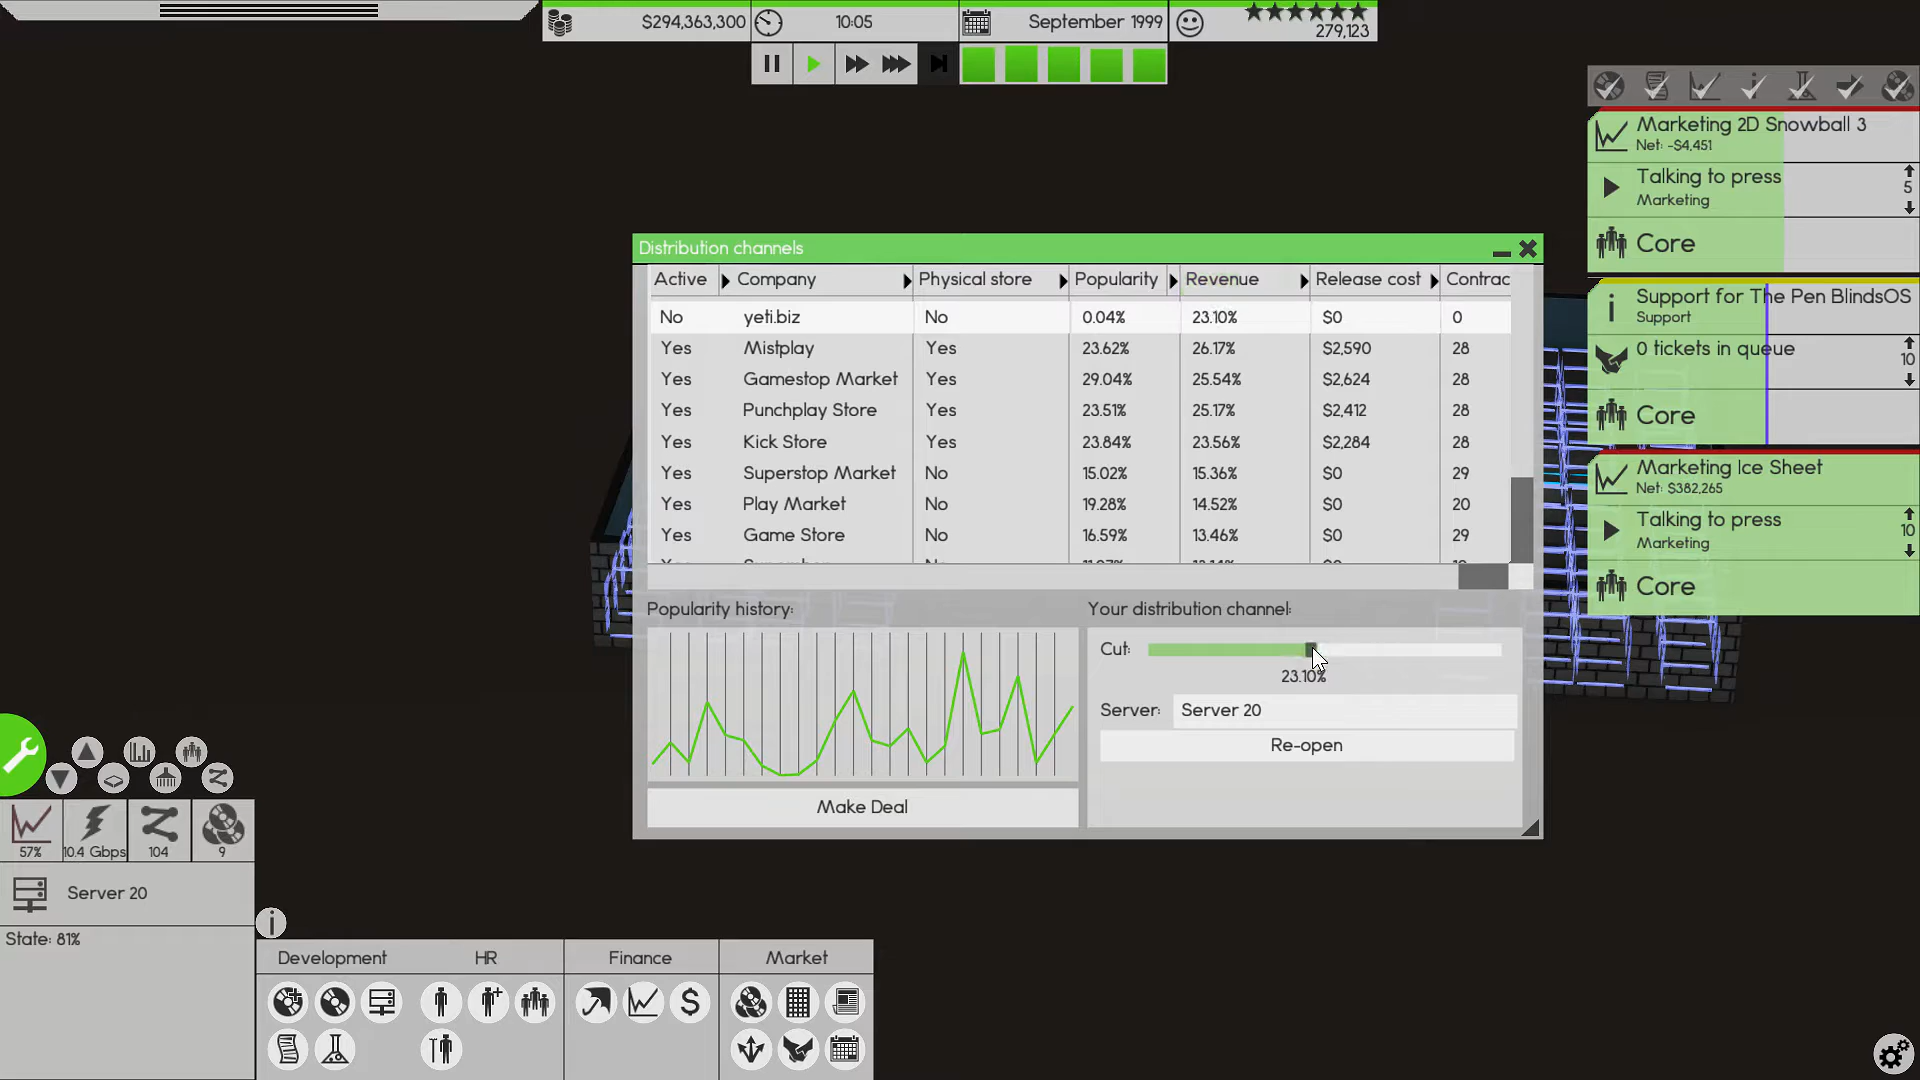 $294,363,300
10:05
September 1999
279,123
Marketing 2D Snowball 3
Net: -$4,451
Talking to press
Marketing
5
Core
Support for The Pen BlindsOS
Support
0 tickets in queue
10
Core
Marketing Ice Sheet
Net: $382,265
Talking to press
Marketing
10
Core
Distribution channels
Active Company Physical store Popularity Revenue Release cost Contrac
No yeti.biz No 0.04% 23.10% $0 0
Yes Mistplay Yes 23.62% 26.17% $2,590 28
Yes Gamestop Market Yes 29.04% 25.54% $2,624 28
Yes Punchplay Store Yes 23.51% 25.17% $2,412 28
Yes Kick Store Yes 23.84% 23.56% $2,284 28
Yes Superstop Market No 15.02% 15.36% $0 29
Yes Play Market No 19.28% 14.52% $0 20
Yes Game Store No 16.59% 13.46% $0 29
Popularity history:
Make Deal
Your distribution channel:
Cut:
23.10%
Server: Server 20
Re-open
57% 10.4 Gbps 104 9
Server 20
State: 81%
Development HR Finance Market